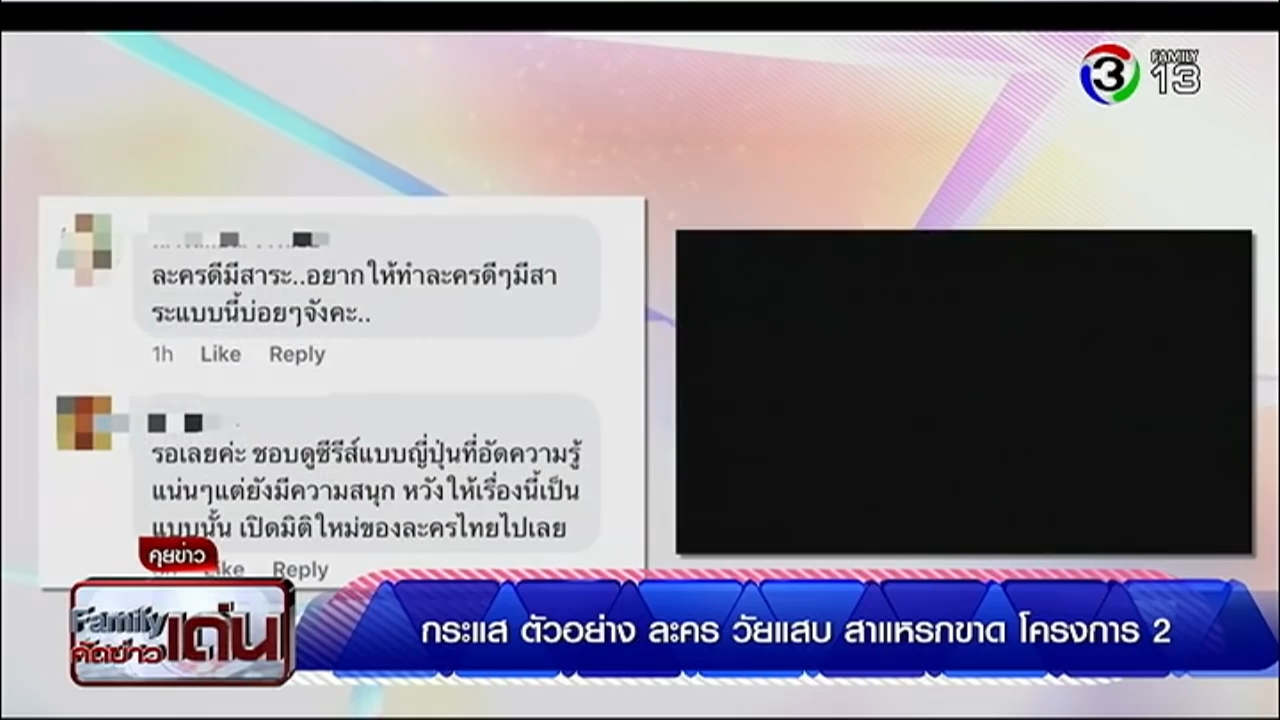 3 FAMILY
13
ละครดีมีสาระ..อยากให้ทำละครดีๆมีสา
ระแบบนี้บ่อยๆจังคะ..
1h Like Reply
รอเลยค่ะ ชอบดูซีรีส์แบบญี่ปุ่นที่อัดความรู้
แน่นๆแต่ยังมีความสนุก หวังให้เรื่องนี้เป็น
แบบนั้น เปิดมิติใหม่ของละครไทยไปเลย
Like Reply
คุยข่าว
Family
คัดข่าว
เด่น
กระแส ตัวอย่าง ละคร วัยแสบ สาแหรกขาด โครงการ 2